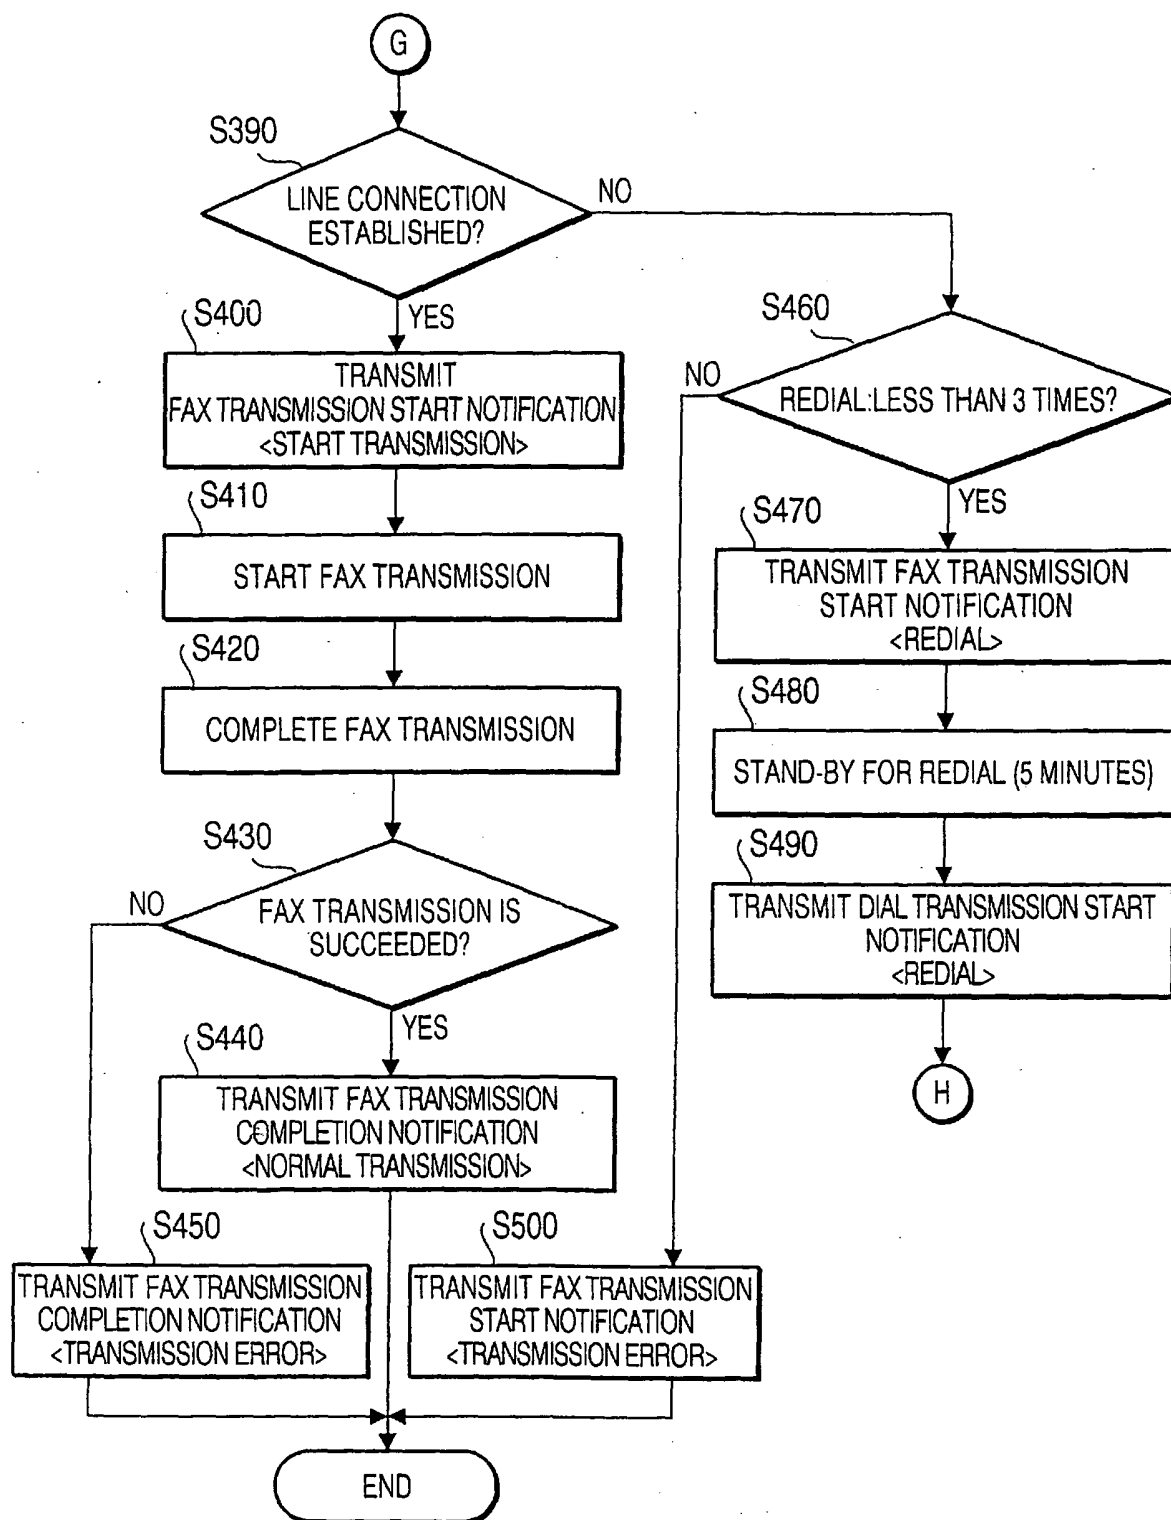 G
S390
LINE CONNECTION
ESTABLISHED?
NO
YES
S400
TRANSMIT
FAX TRANSMISSION START NOTIFICATION
<START TRANSMISSION>
S410
START FAX TRANSMISSION
S420
COMPLETE FAX TRANSMISSION
S430
FAX TRANSMISSION IS
SUCCEEDED?
NO
YES
S440
TRANSMIT FAX TRANSMISSION
COMPLETION NOTIFICATION
<NORMAL TRANSMISSION>
S450
TRANSMIT FAX TRANSMISSION
COMPLETION NOTIFICATION
<TRANSMISSION ERROR>
S460
REDIAL:LESS THAN 3 TIMES?
NO
YES
S470
TRANSMIT FAX TRANSMISSION
START NOTIFICATION
<REDIAL>
S480
STAND-BY FOR REDIAL (5 MINUTES)
S490
TRANSMIT DIAL TRANSMISSION START
NOTIFICATION
<REDIAL>
H
S500
TRANSMIT FAX TRANSMISSION
START NOTIFICATION
<TRANSMISSION ERROR>
END